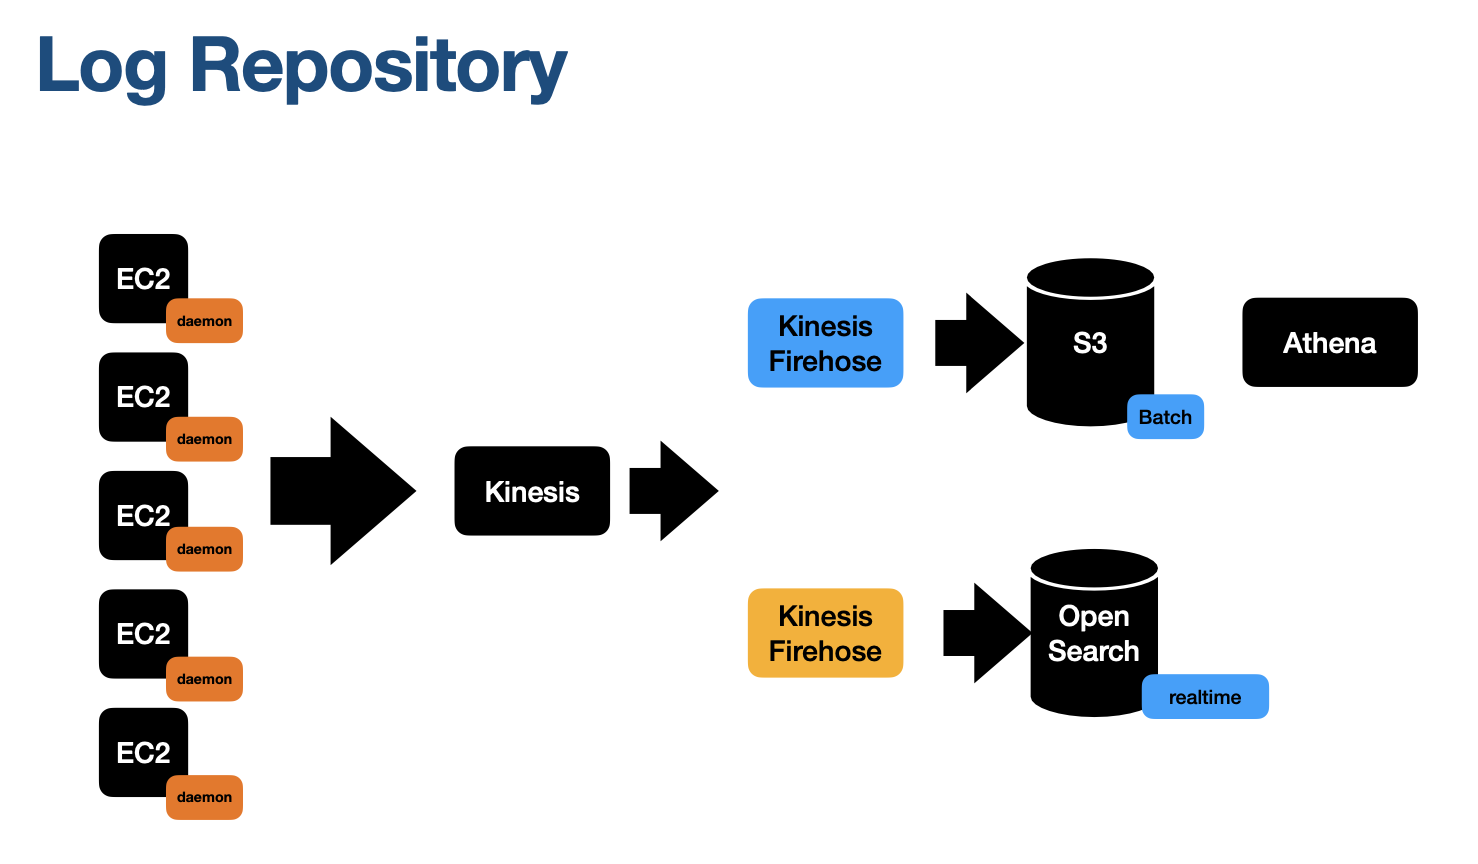 Log Repository
EC2
daemon
EC2
daemon
EC2
daemon
EC2
daemon
EC2
daemon
Kinesis
Kinesis
Firehose
S3
Batch
Athena
Kinesis
Firehose
Open
Search
realtime